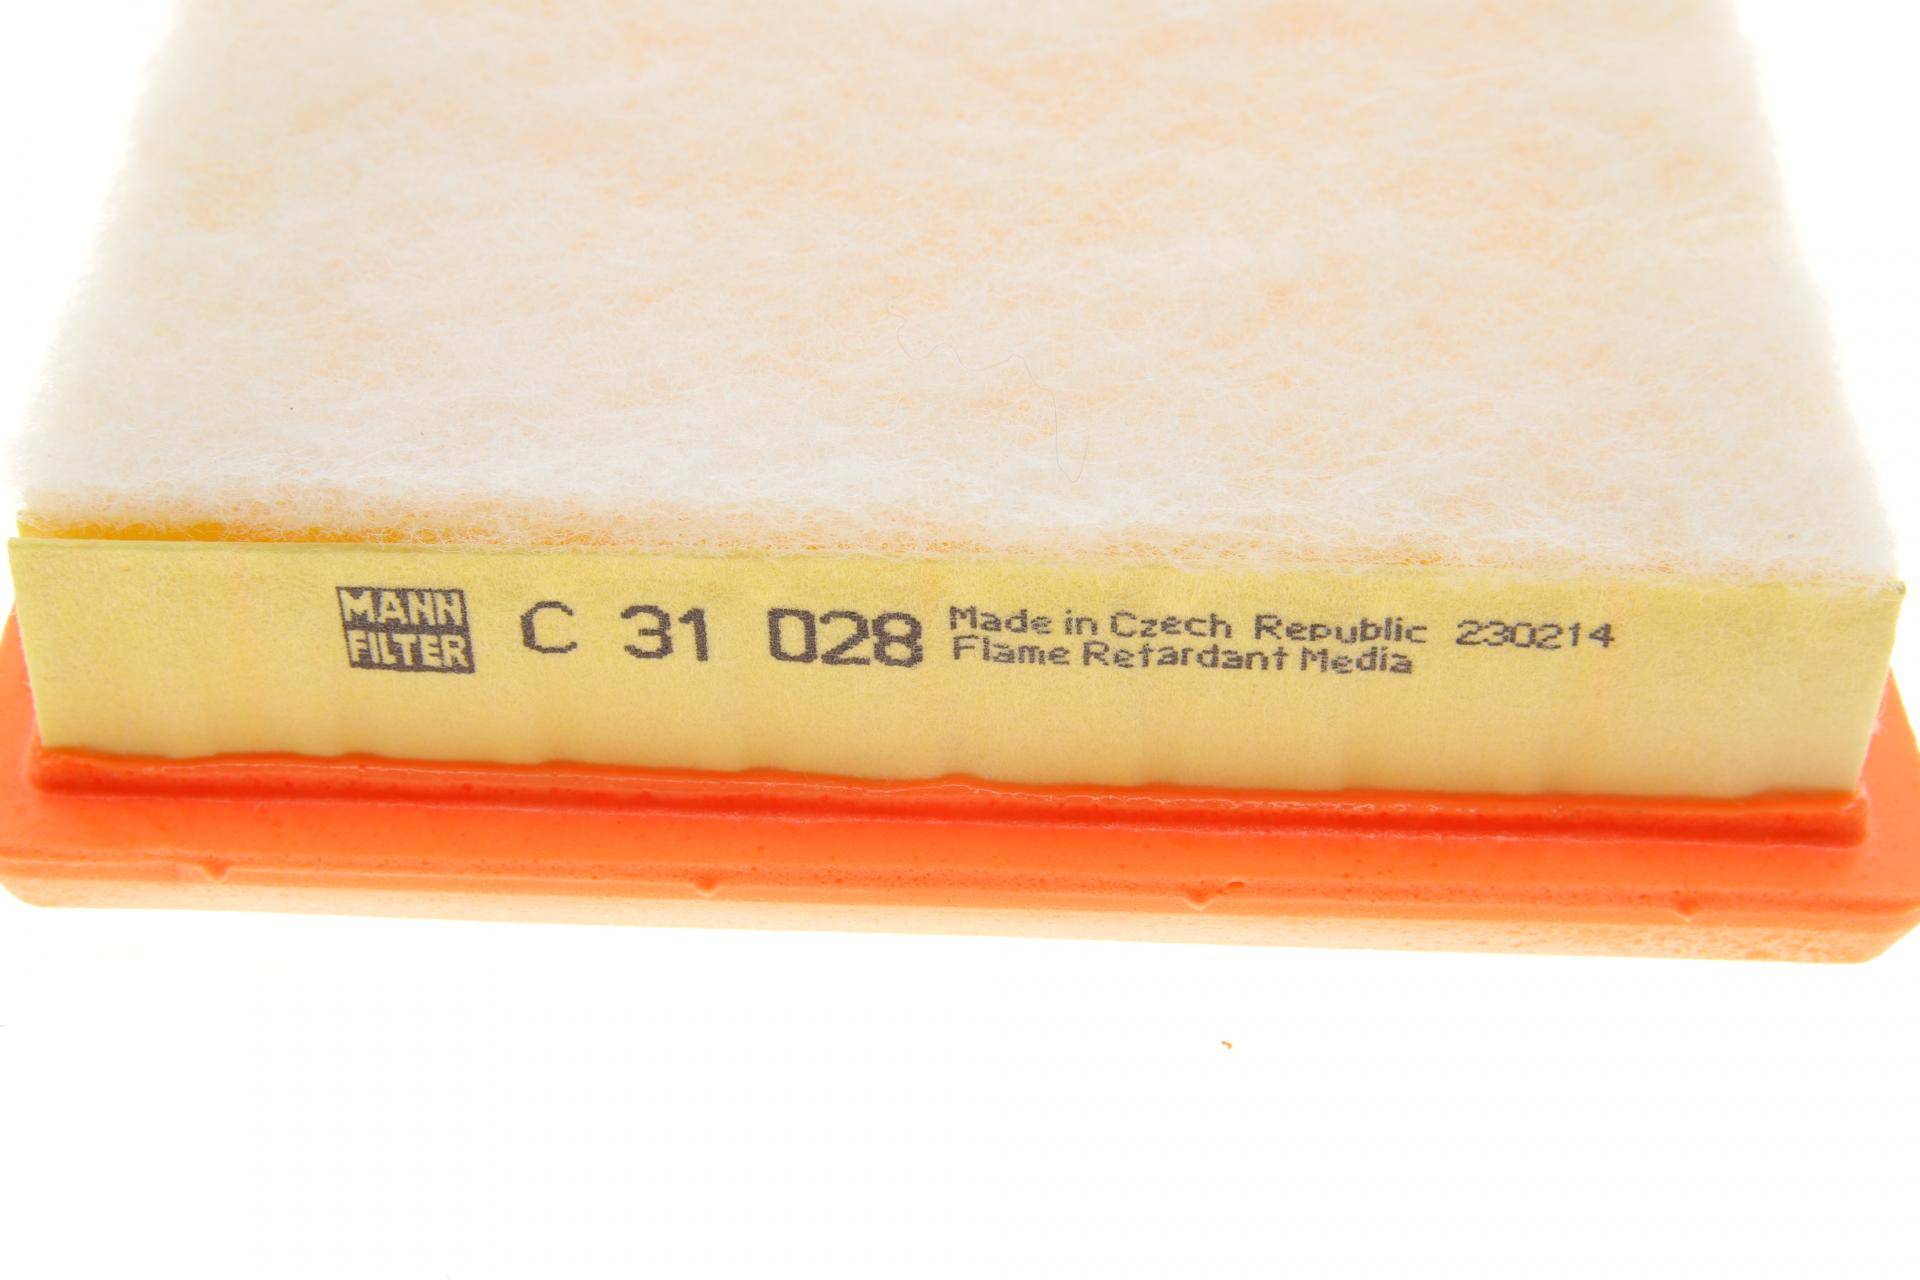 MANN
FILTER
C 31 028
Made in Czech Republic 230214
Flame Retardant Media